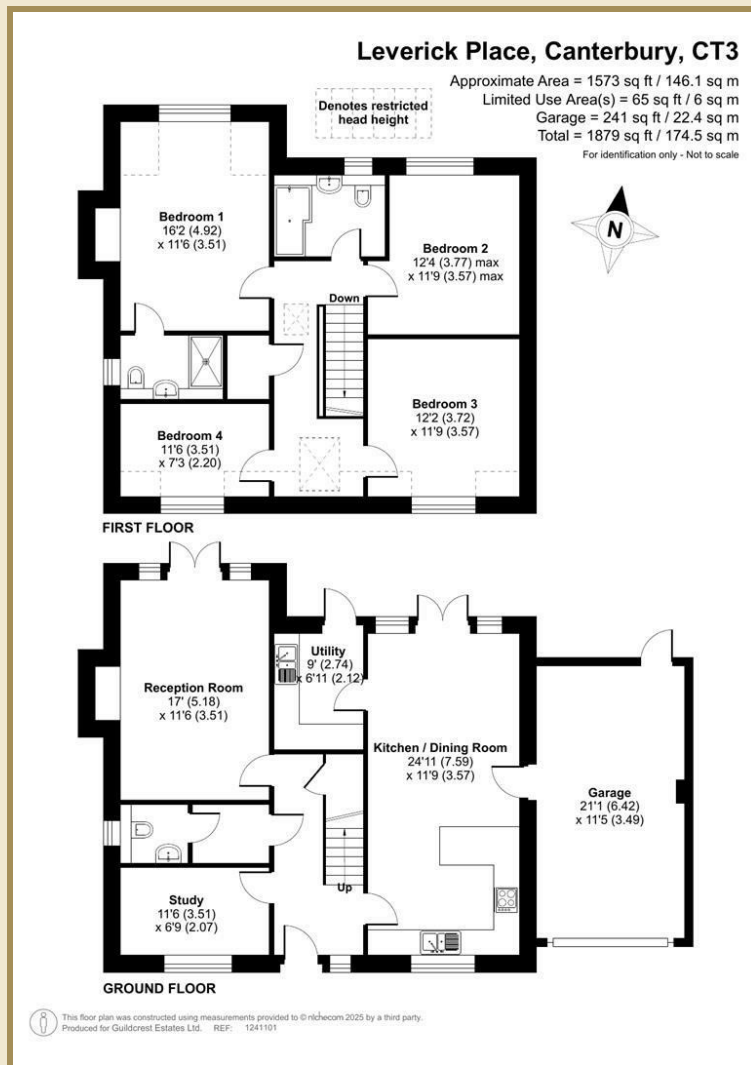 Leverick Place, Canterbury, CT3
Approximate Area = 1573 sq ft / 146.1 sq m
Limited Use Area(s) = 65 sq ft / 6 sq m
Garage = 241 sq ft / 22.4 sq m
Total = 1879 sq ft / 174.5 sq m
For identification only - Not to scale
Denotes restricted
head height
N
Bedroom 1
16'2 (4.92)
x 11'6 (3.51)
Bedroom 2
12'4 (3.77) max
x 11'9 (3.57) max
Down
Bedroom 3
12'2 (3.72)
x 11'9 (3.57)
Bedroom 4
11'6 (3.51)
x 7'3 (2.20)
FIRST FLOOR
Utility
9' (2.74)
x 6'11 (2.12)
Reception Room
17' (5.18)
x 11'6 (3.51)
Kitchen / Dining Room
24'11 (7.59)
x 11'9 (3.57)
Garage
21'1 (6.42)
x 11'5 (3.49)
Up
Study
11'6 (3.51)
x 6'9 (2.07)
GROUND FLOOR
This floor plan was constructed using measurements provided to © nichecom 2025 by a third party.
Produced for Guildcrest Estates Ltd. REF: 1241101